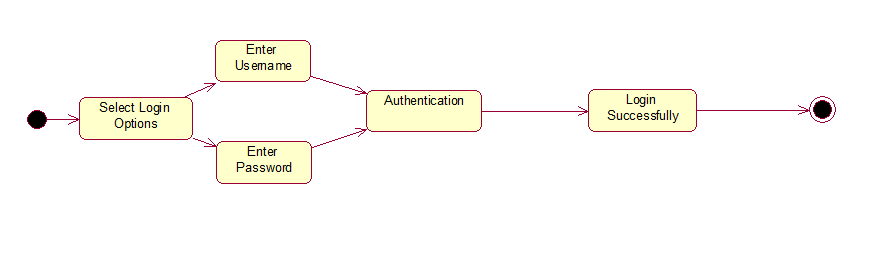 Select Login
Options
Enter
Username
Enter
Password
Authentication
Login
Successfully